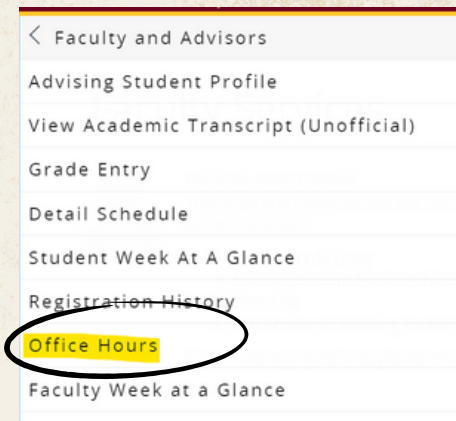 < Faculty and Advisors
Advising Student Profile
View Academic Transcript (Unofficial)
Grade Entry
Detail Schedule
Student Week At A Glance
Registration History
Office Hours
Faculty Week at a Glance